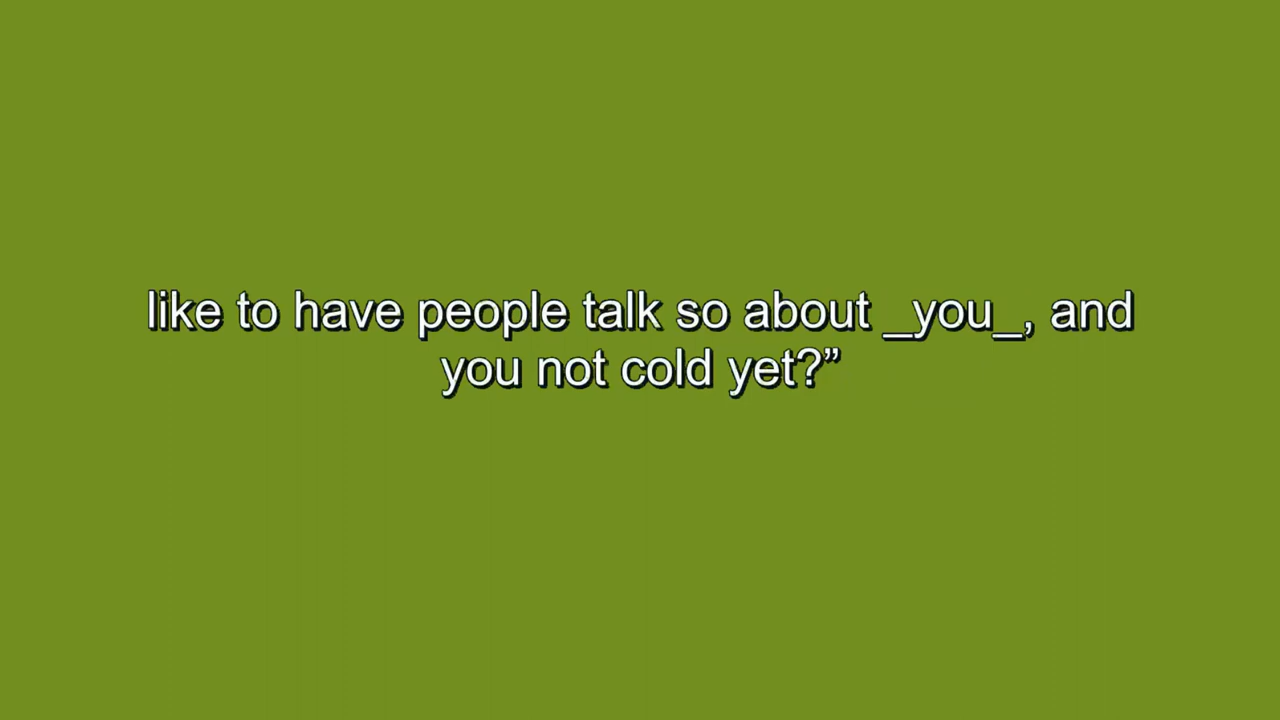 like to have people talk so about _you_, and
you not cold yet?”